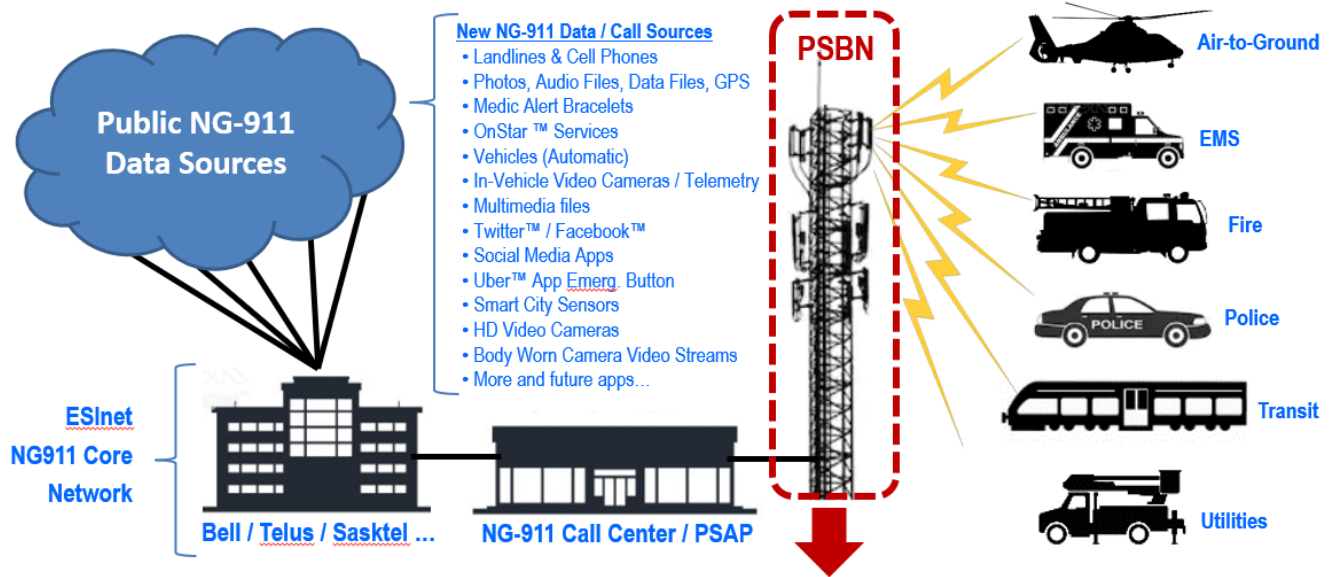 Public NG-911
Data Sources
New NG-911 Data / Call Sources
• Landlines & Cell Phones
• Photos, Audio Files, Data Files, GPS
• Medic Alert Bracelets
• OnStar ™ Services
• Vehicles (Automatic)
• In-Vehicle Video Cameras / Telemetry
• Multimedia files
• Twitter™ / Facebook™
• Social Media Apps
• Uber™ App Emerg. Button
• Smart City Sensors
• HD Video Cameras
• Body Worn Camera Video Streams
• More and future apps…
PSBN
Air-to-Ground
AMBULANCE
EMS
Fire
POLICE
Police
Transit
Utilities
ESInet
NG911 Core
Network
Bell / Telus / Sasktel ...
NG-911 Call Center / PSAP